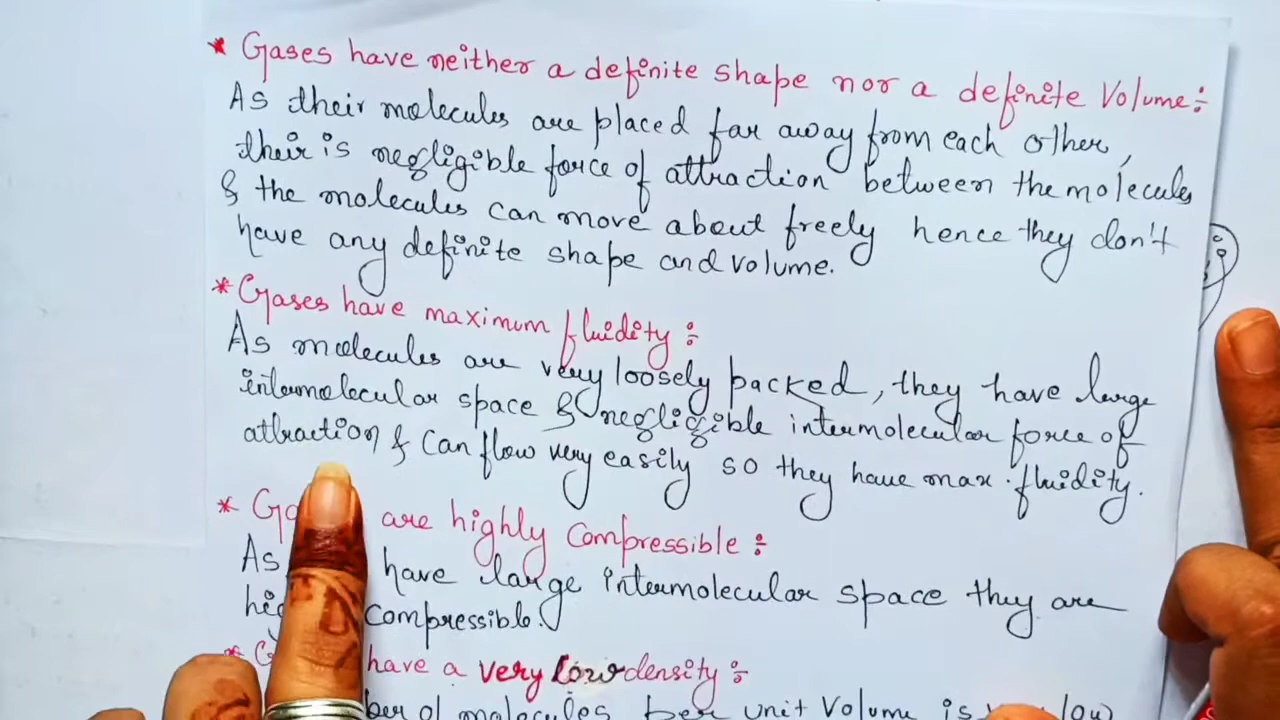 * Gases have neither a definite shape nor a definite Volume :-
As their molecules are placed far away from each other,
their is negligible force of attraction between the molecules
& the molecules can move about freely hence they don't
have any definite shape and volume.
* Gases have maximum fluidity :-
As molecules are very loosely packed, they have large
intermolecular space & negligible intermolecular force of
attraction & Can flow very easily so they have max. fluidity.
* are highly Compressible :-
As have large intermolecular space they are
compressible.
* have a very low density :-
of molecules per unit Volume is low